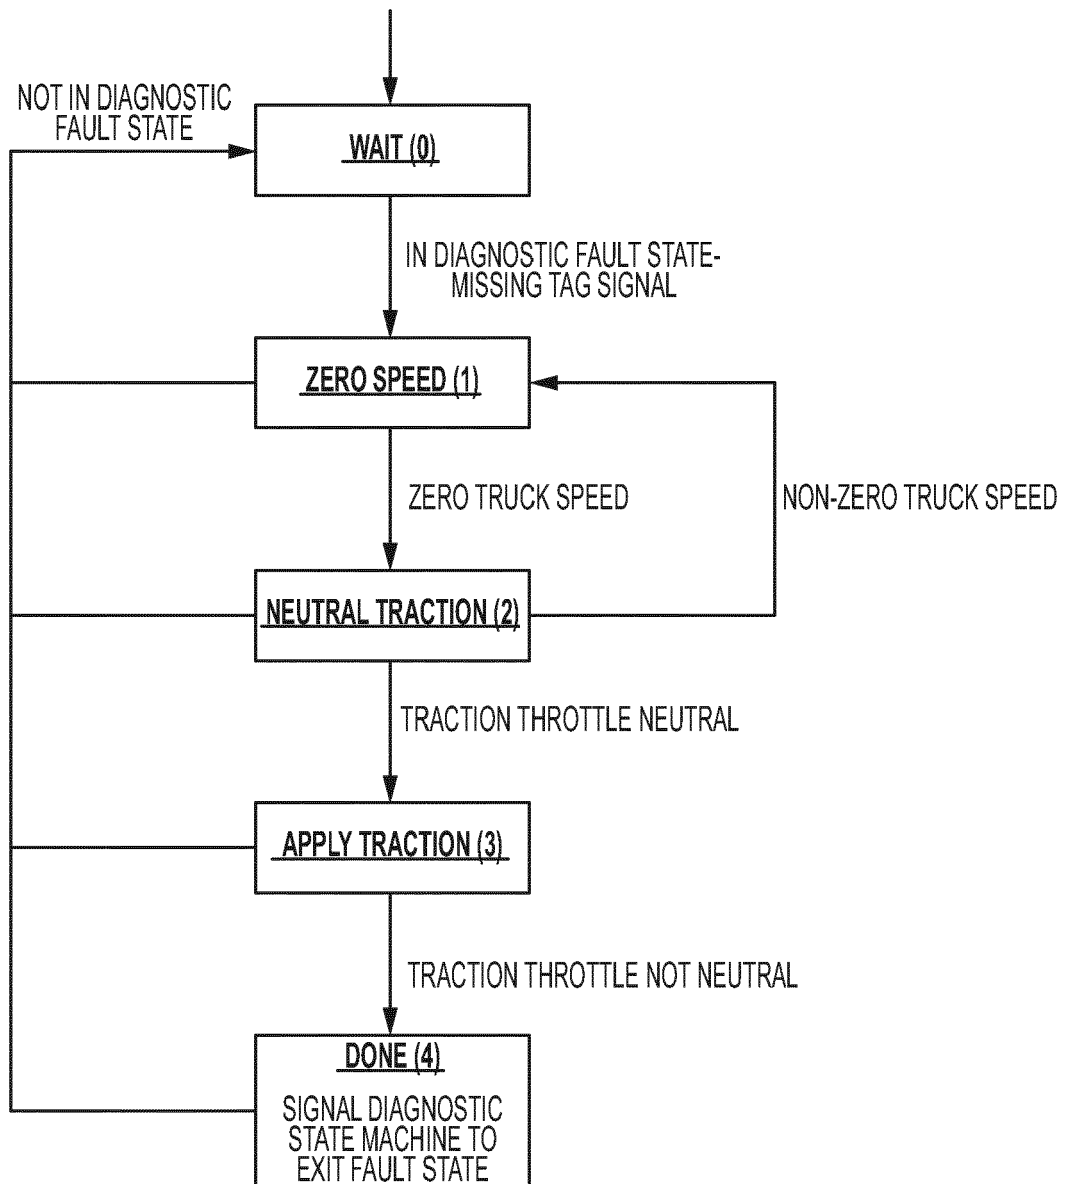 NOT IN DIAGNOSTIC
FAULT STATE
WAIT (0)
IN DIAGNOSTIC FAULT STATE-
MISSING TAG SIGNAL
ZERO SPEED (1)
ZERO TRUCK SPEED
NON-ZERO TRUCK SPEED
NEUTRAL TRACTION (2)
TRACTION THROTTLE NEUTRAL
APPLY TRACTION (3)
TRACTION THROTTLE NOT NEUTRAL
DONE (4)
SIGNAL DIAGNOSTIC
STATE MACHINE TO
EXIT FAULT STATE